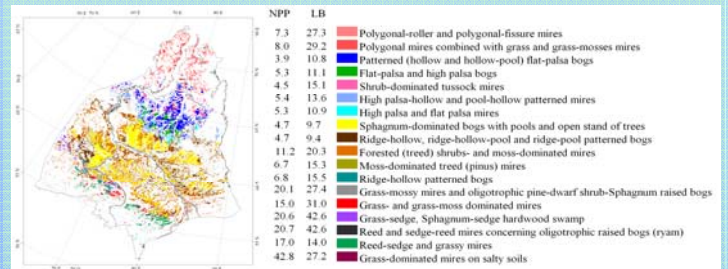 NPP LB
7.3 27.3 Polygonal-roller and polygonal-fissure mires
8.0 29.2 Polygonal mires combined with grass and grass-mosses mires
3.9 10.8 Patterned (hollow and hollow-pool) flat-palsa bogs
5.3 11.1 Flat-palsa and high palsa bogs
4.5 15.1 Shrub-dominated tussock mires
5.4 13.6 High palsa-hollow and pool-hollow patterned mires
5.3 10.9 High palsa and flat palsa mires
4.7 9.7 Sphagnum-dominated bogs with pools and open stand of trees
4.7 9.4 Ridge-hollow, ridge-hollow-pool and ridge-pool patterned bogs
11.2 20.3 Forested (treed) shrubs- and moss-dominated mires
6.7 15.3 Moss-dominated treed (pinus) mires
6.8 15.5 Ridge-hollow patterned bogs
20.1 27.4 Grass-mossy mires and oligotrophic pine-dwarf shrub-Sphagnum raised bogs
15.0 31.0 Grass- and grass-moss dominated mires
20.6 42.6 Grass-sedge, Sphagnum-sedge hardwood swamp
20.7 42.6 Reed and sedge-reed mires concerning oligotrophic raised bogs (ryam)
17.0 14.0 Reed-sedge and grassy mires
42.8 27.2 Grass-dominated mires on salty soils